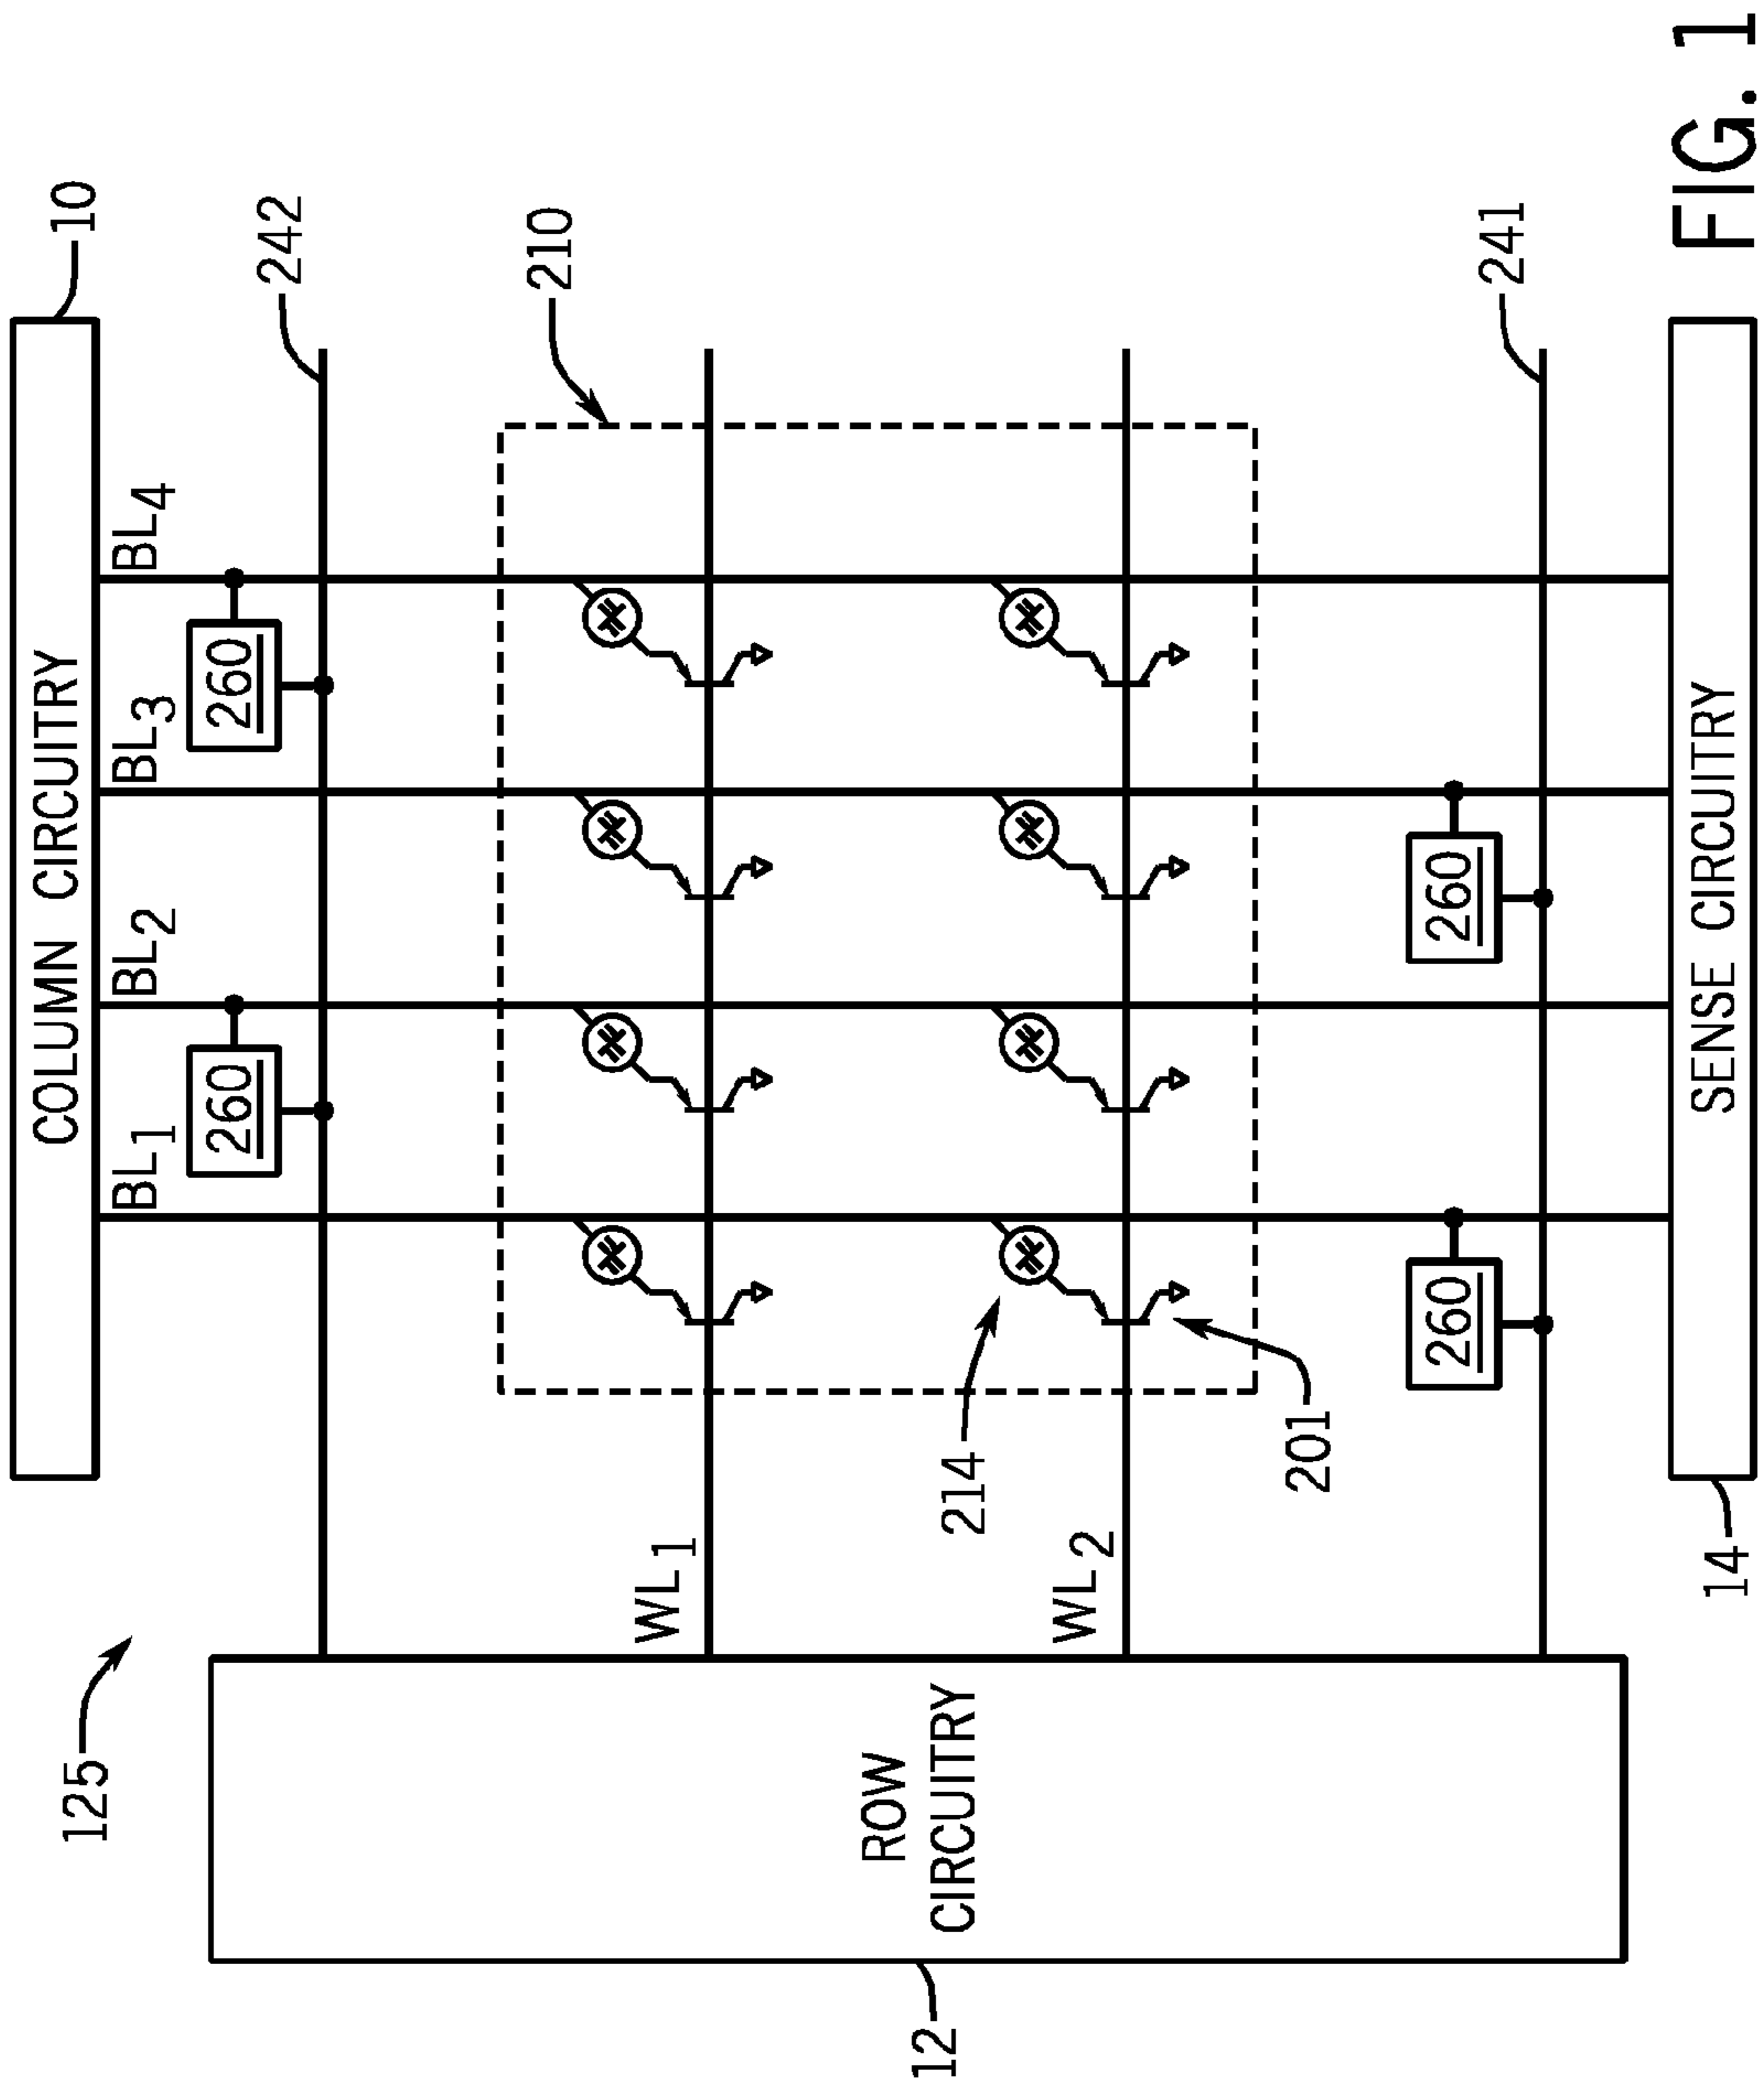 125
COLUMN CIRCUITRY
10
BL1
BL2
BL3
BL4
260
260
242
210
WL1
214
WL2
201
ROW
CIRCUITRY
12
260
260
241
SENSE CIRCUITRY
14
FIG. 1